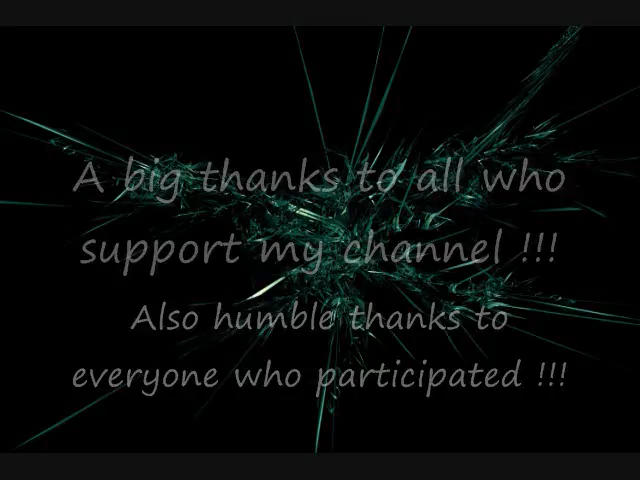 A big thanks to all who
support my channel !!!
Also humble thanks to
everyone who participated !!!